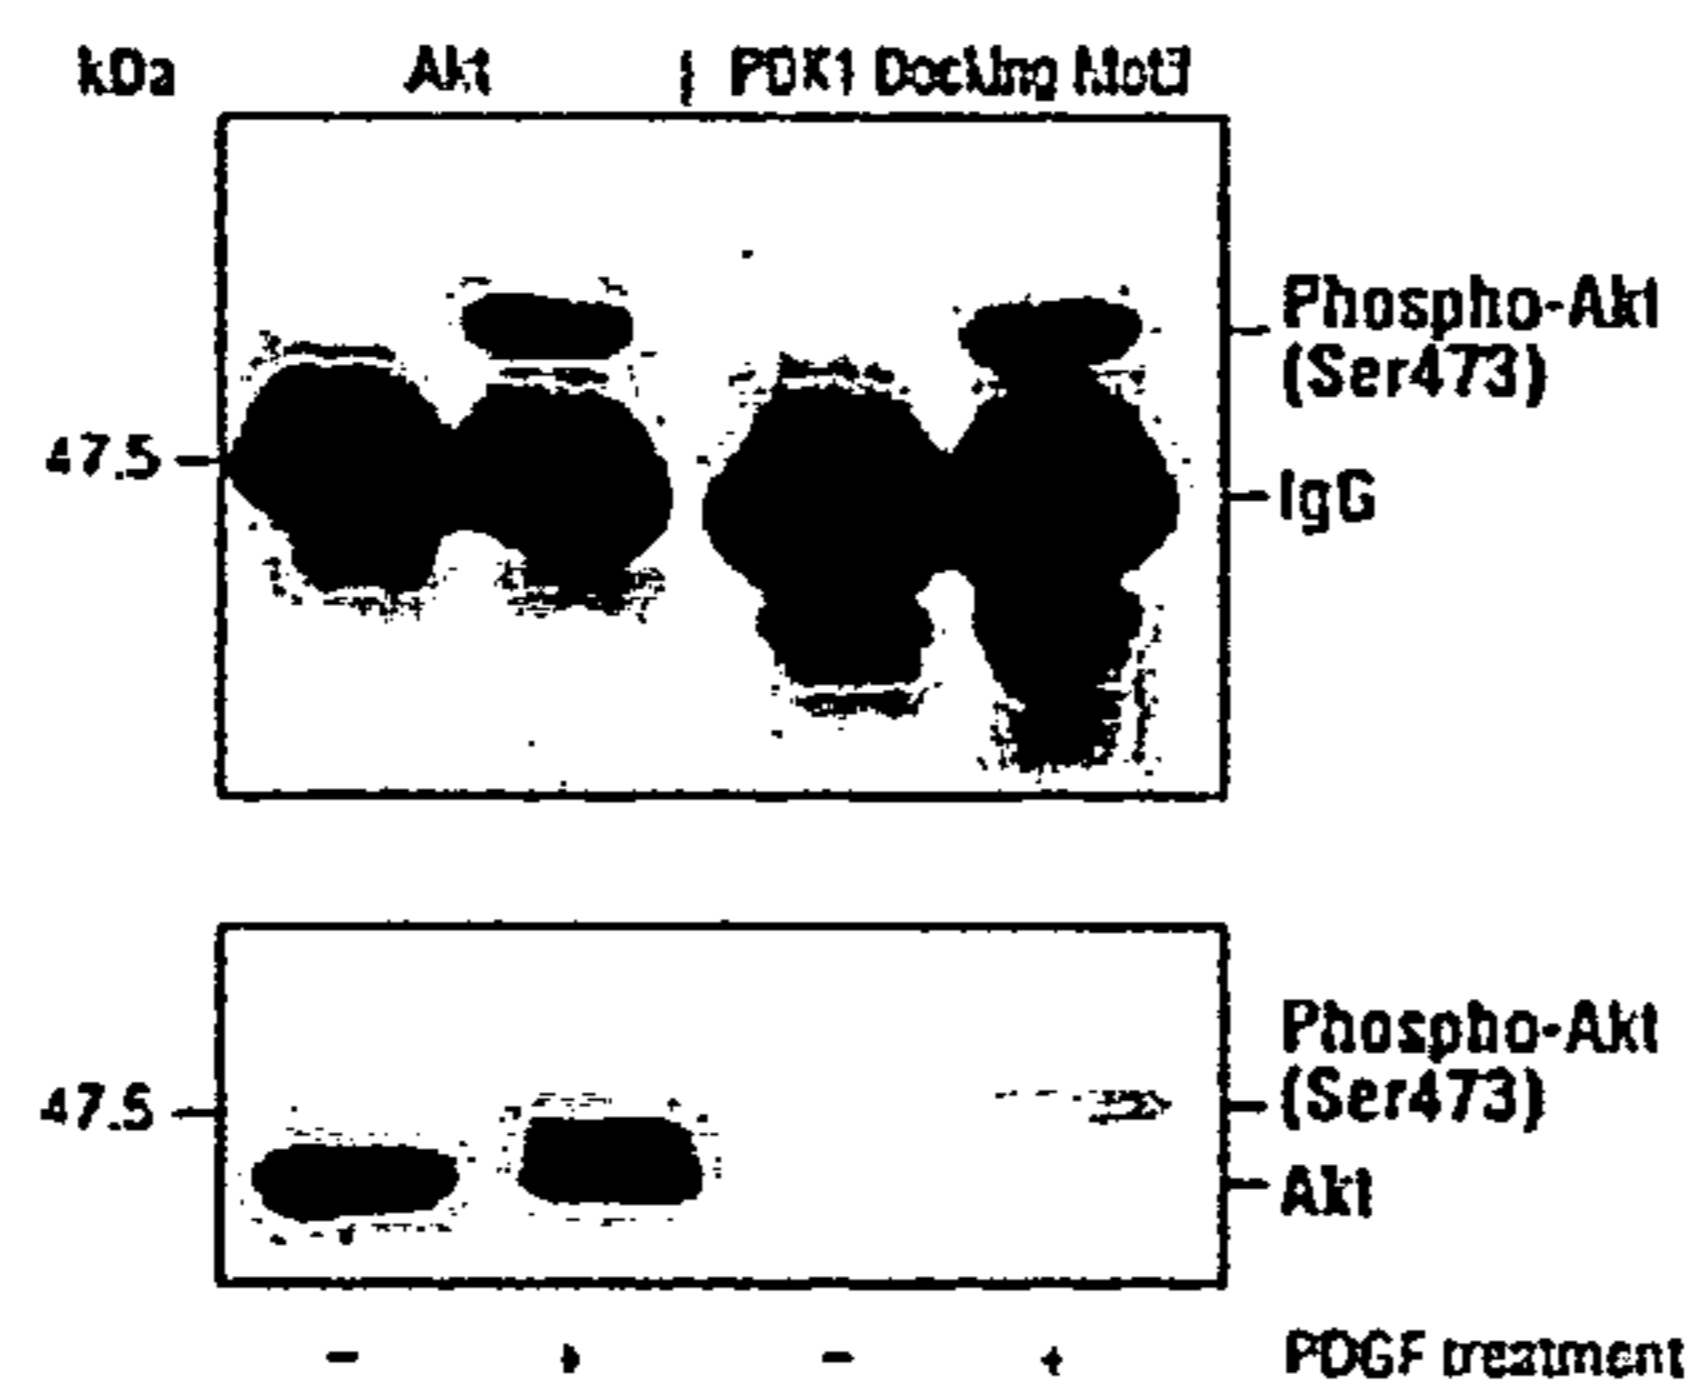 kDa Akt | PDK1 Docking Motif
Phospho-Akt
(Ser473)
47.5
IgG
Phospho-Akt
47.5
(Ser473)
Akt
- + - + PDGF treatment